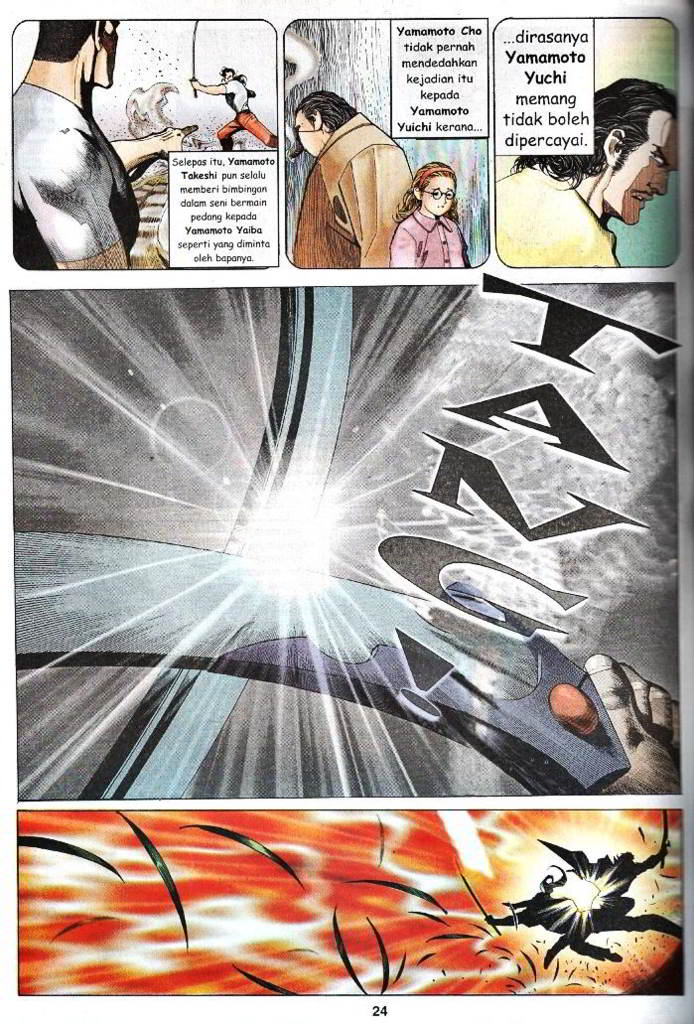 Selepas itu, Yamamoto
Takeshi pun selalu
memberi bimbingan
dalam seni bermain
pedang kepada
Yamamoto Yaiba
seperti yang diminta
oleh bapanya.
Yamamoto Cho
tidak pernah
mendedahkan
kejadian itu
kepada
Yamamoto
Yuichi kerana...
...dirasanya
Yamamoto
Yuchi
memang
tidak boleh
dipercayai.
TANG!
24